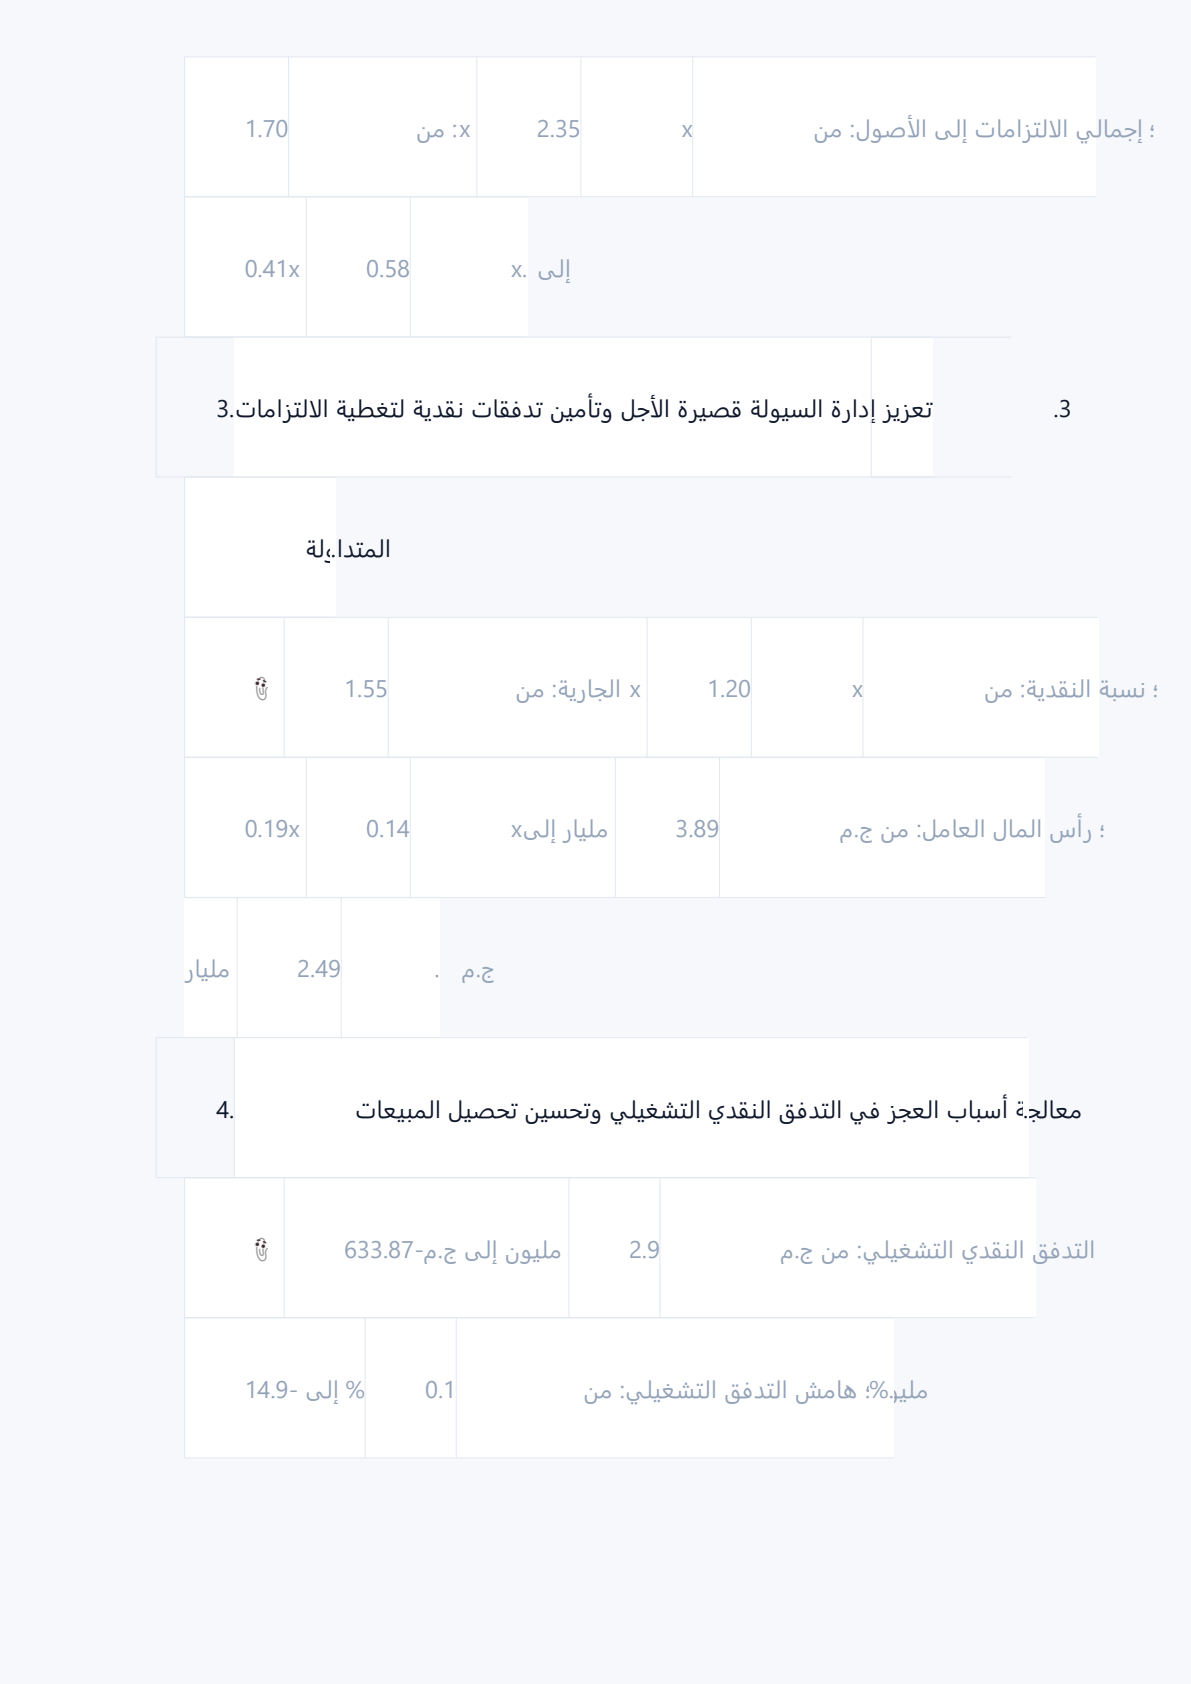 ؛ إجمالي الالتزامات إلى الأصول: من x 2.35 x: من 1.70
إلى x. 0.58 0.41x
3. تعزيز إدارة السيولة قصيرة الأجل وتأمين تدفقات نقدية لتغطية الالتزامات 3.
المتداولة.
؛ نسبة النقدية: من x 1.20 x الجارية: من 1.55
؛ رأس المال العامل: من ج.م 3.89 مليار إلى x 0.14 0.19x
ج.م . 2.49 مليار
معالجة أسباب العجز في التدفق النقدي التشغيلي وتحسين تحصيل المبيعات. 4.
التدفق النقدي التشغيلي: من ج.م 2.9 مليون إلى ج.م-633.87
%؛ هامش التدفق التشغيلي: من 0.1 % إلى -14.9